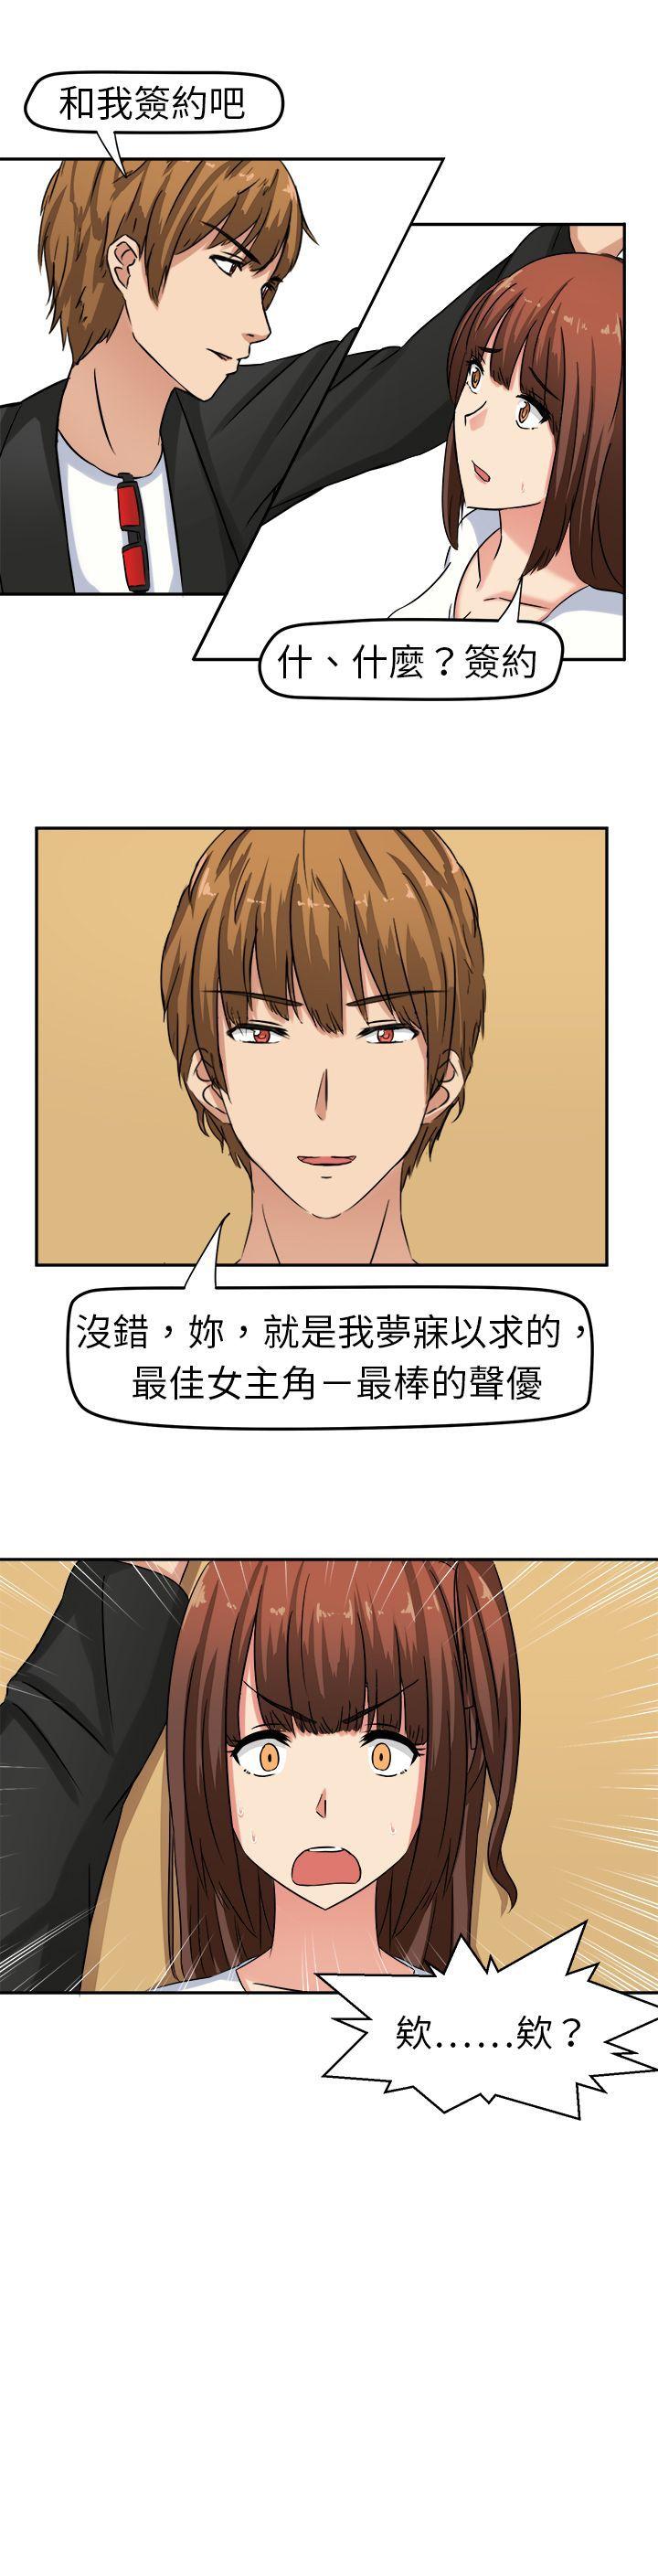 和我簽約吧
什、什麼？簽約
沒錯，妳，就是我夢寐以求的，
最佳女主角－最棒的聲優
欸……欸？